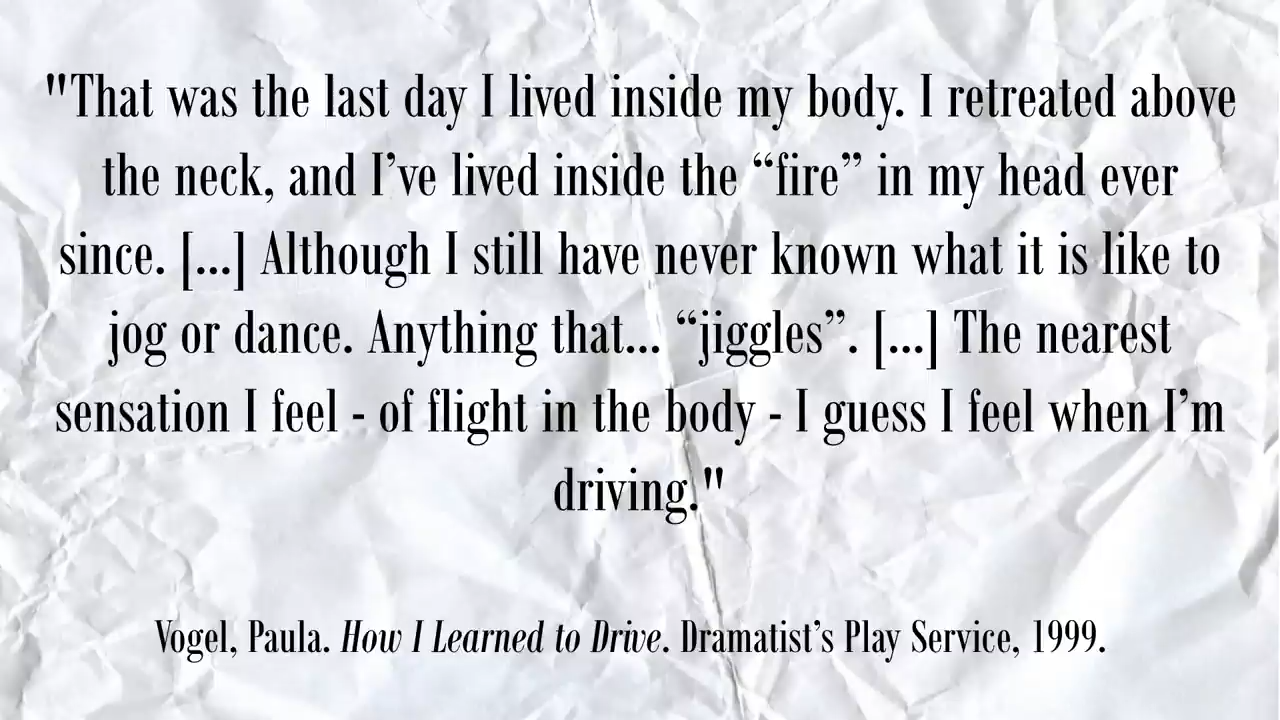 "That was the last day I lived inside my body. I retreated above
the neck, and I’ve lived inside the “fire” in my head ever
since. [...] Although I still have never known what it is like to
jog or dance. Anything that... “jiggles”. [...] The nearest
sensation I feel - of flight in the body - I guess I feel when I’m
driving."
Vogel, Paula. How I Learned to Drive. Dramatist’s Play Service, 1999.